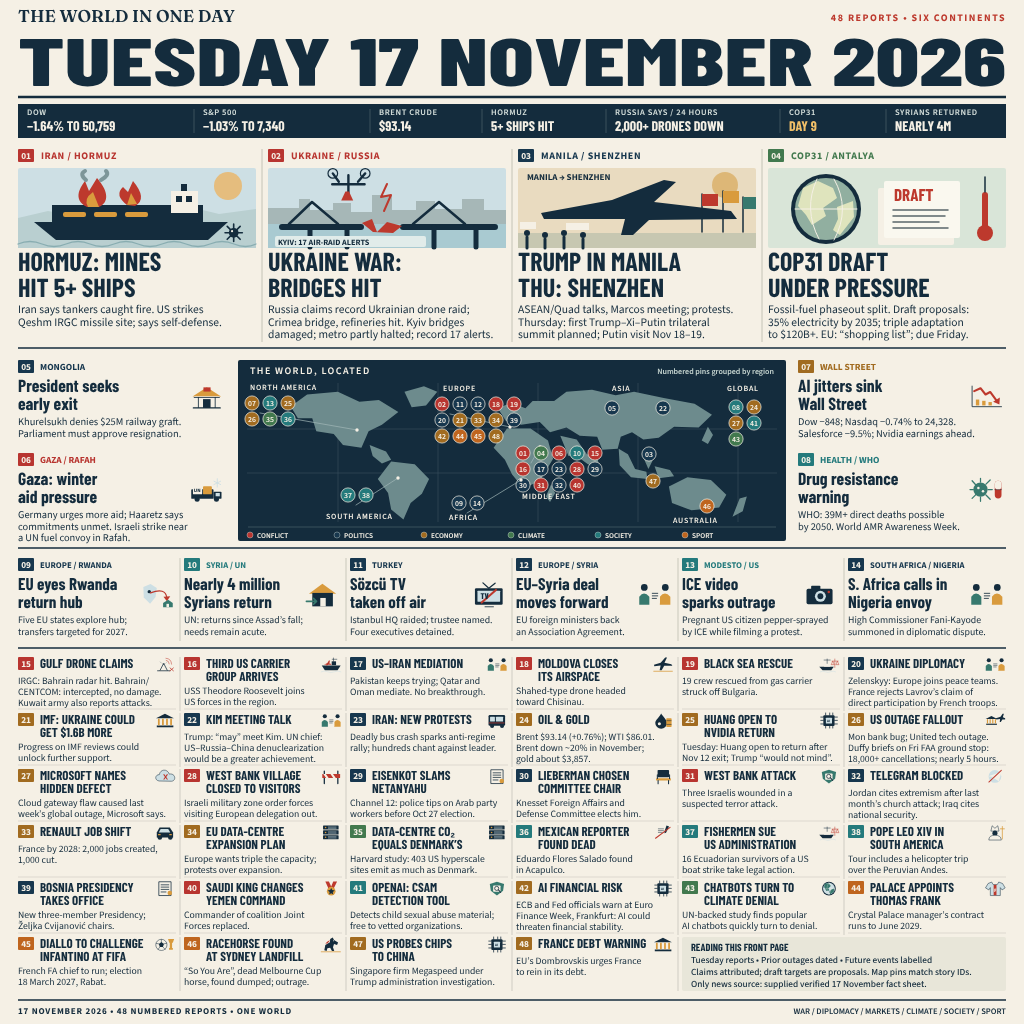 THE WORLD IN ONE DAY
48 REPORTS • SIX CONTINENTS
TUESDAY 17 NOVEMBER 2026
DOW
−1.64% TO 50,759
S&P 500
−1.03% TO 7,340
BRENT CRUDE
$93.14
HORMUZ
5+ SHIPS HIT
RUSSIA SAYS / 24 HOURS
2,000+ DRONES DOWN
COP31
DAY 9
SYRIANS RETURNED
NEARLY 4M
01 IRAN / HORMUZ
HORMUZ: MINES
HIT 5+ SHIPS
Iran says tankers caught fire. US strikes
Qeshm IRGC missile site; says self-defense.
02 UKRAINE / RUSSIA
KYIV: 17 AIR-RAID ALERTS
UKRAINE WAR:
BRIDGES HIT
Russia claims record Ukrainian drone raid;
Crimea bridge, refineries hit. Kyiv bridges
damaged; metro partly halted; record 17 alerts.
03 MANILA / SHENZHEN
MANILA → SHENZHEN
TRUMP IN MANILA
THU: SHENZHEN
ASEAN/Quad talks, Marcos meeting; protests.
Thursday: first Trump–Xi–Putin trilateral
summit planned; Putin visit Nov 18–19.
04 COP31 / ANTALYA
DRAFT
COP31 DRAFT
UNDER PRESSURE
Fossil-fuel phaseout split. Draft proposals:
35% electricity by 2035; triple adaptation
to $120B+. EU: “shopping list”; due Friday.
05 MONGOLIA
President seeks
early exit
Khurelsukh denies $25M railway graft.
Parliament must approve resignation.
06 GAZA / RAFAH
Gaza: winter
aid pressure
UN
Germany urges more aid; Haaretz says
commitments unmet. Israeli strike near
a UN fuel convoy in Rafah.
THE WORLD, LOCATED
Numbered pins grouped by region
NORTH AMERICA
07 13 25
26 35 36
EUROPE
02 11 12 18 19
20 21 33 34 39
42 44 45 48
ASIA
05 22
GLOBAL
08 24
27 41
43
01 04 06 10 15
16 17 23 28 29
30 31 32 40
MIDDLE EAST
03
47
37 38
SOUTH AMERICA
09 14
AFRICA
46
AUSTRALIA
CONFLICT
POLITICS
ECONOMY
CLIMATE
SOCIETY
SPORT
07 WALL STREET
AI jitters sink
Wall Street
Dow −848; Nasdaq −0.74% to 24,328.
Salesforce −9.5%; Nvidia earnings ahead.
08 HEALTH / WHO
Drug resistance
warning
WHO: 39M+ direct deaths possible
by 2050. World AMR Awareness Week.
09 EUROPE / RWANDA
EU eyes Rwanda
return hub
Five EU states explore hub;
transfers targeted for 2027.
10 SYRIA / UN
Nearly 4 million
Syrians return
UN: returns since Assad’s fall;
needs remain acute.
11 TURKEY
Sözcü TV
taken off air
TV
Istanbul HQ raided; trustee named.
Four executives detained.
12 EUROPE / SYRIA
EU–Syria deal
moves forward
EU foreign ministers back
an Association Agreement.
13 MODESTO / US
ICE video
sparks outrage
Pregnant US citizen pepper-sprayed
by ICE while filming a protest.
14 SOUTH AFRICA / NIGERIA
S. Africa calls in
Nigeria envoy
High Commissioner Fani-Kayode
summoned in diplomatic dispute.
15 GULF DRONE CLAIMS
IRGC: Bahrain radar hit. Bahrain/
CENTCOM: intercepted, no damage.
Kuwait army also reports attacks.
16 THIRD US CARRIER
GROUP ARRIVES
USS Theodore Roosevelt joins
US forces in the region.
17 US–IRAN MEDIATION
Pakistan keeps trying; Qatar and
Oman mediate. No breakthrough.
18 MOLDOVA CLOSES
ITS AIRSPACE
Shahed-type drone headed
toward Chisinau.
19 BLACK SEA RESCUE
19 crew rescued from gas carrier
struck off Bulgaria.
20 UKRAINE DIPLOMACY
Zelenskyy: Europe joins peace teams.
France rejects Lavrov’s claim of
direct participation by French troops.
21 IMF: UKRAINE COULD
GET $1.6B MORE
Progress on IMF reviews could
unlock further support.
22 KIM MEETING TALK
Trump: “may” meet Kim. UN chief:
US–Russia–China denuclearization
would be a greater achievement.
23 IRAN: NEW PROTESTS
Deadly bus crash sparks anti-regime
rally; hundreds chant against leader.
24 OIL & GOLD
Brent $93.14 (+0.76%); WTI $86.01.
Brent down ~20% in November;
gold about $3,857.
25 HUANG OPEN TO
NVIDIA RETURN
Tuesday: Huang open to return after
Nov 12 exit; Trump “would not mind”.
26 US OUTAGE FALLOUT
Mon bank bug; United tech outage.
Duffy briefs on Fri FAA ground stop:
18,000+ cancellations; nearly 5 hours.
27 MICROSOFT NAMES
HIDDEN DEFECT
Cloud gateway flaw caused last
week’s global outage, Microsoft says.
28 WEST BANK VILLAGE
CLOSED TO VISITORS
Israeli military zone order forces
visiting European delegation out.
29 EISENKOT SLAMS
NETANYAHU
Channel 12: police tips on Arab party
workers before Oct 27 election.
30 LIEBERMAN CHOSEN
COMMITTEE CHAIR
Knesset Foreign Affairs and
Defense Committee elects him.
31 WEST BANK ATTACK
Three Israelis wounded in a
suspected terror attack.
32 TELEGRAM BLOCKED
Jordan cites extremism after last
month’s church attack; Iraq cites
national security.
33 RENAULT JOB SHIFT
France by 2028: 2,000 jobs created,
1,000 cut.
34 EU DATA-CENTRE
EXPANSION PLAN
Europe wants triple the capacity;
protests over expansion.
35 DATA-CENTRE CO₂
EQUALS DENMARK’S
Harvard study: 403 US hyperscale
sites emit as much as Denmark.
36 MEXICAN REPORTER
FOUND DEAD
Eduardo Flores Salado found
in Acapulco.
37 FISHERMEN SUE
US ADMINISTRATION
16 Ecuadorian survivors of a US
boat strike take legal action.
38 POPE LEO XIV IN
SOUTH AMERICA
Tour includes a helicopter trip
over the Peruvian Andes.
39 BOSNIA PRESIDENCY
TAKES OFFICE
New three-member Presidency;
Željka Cvijanović chairs.
40 SAUDI KING CHANGES
YEMEN COMMAND
Commander of coalition Joint
Forces replaced.
41 OPENAI: CSAM
DETECTION TOOL
Detects child sexual abuse material;
free to vetted organizations.
42 AI FINANCIAL RISK
ECB and Fed officials warn at Euro
Finance Week, Frankfurt: AI could
threaten financial stability.
43 CHATBOTS TURN TO
CLIMATE DENIAL
UN-backed study finds popular
AI chatbots quickly turn to denial.
44 PALACE APPOINTS
THOMAS FRANK
Crystal Palace manager’s contract
runs to June 2029.
45 DIALLO TO CHALLENGE
INFANTINO AT FIFA
French FA chief to run; election
18 March 2027, Rabat.
46 RACEHORSE FOUND
AT SYDNEY LANDFILL
“So You Are”, dead Melbourne Cup
horse, found dumped; outrage.
47 US PROBES CHIPS
TO CHINA
Singapore firm Megaspeed under
Trump administration investigation.
48 FRANCE DEBT WARNING
EU’s Dombrovskis urges France
to rein in its debt.
READING THIS FRONT PAGE
Tuesday reports • Prior outages dated • Future events labelled
Claims attributed; draft targets are proposals. Map pins match story IDs.
Only news source: supplied verified 17 November fact sheet.
17 NOVEMBER 2026 • 48 NUMBERED REPORTS • ONE WORLD
WAR / DIPLOMACY / MARKETS / CLIMATE / SOCIETY / SPORT